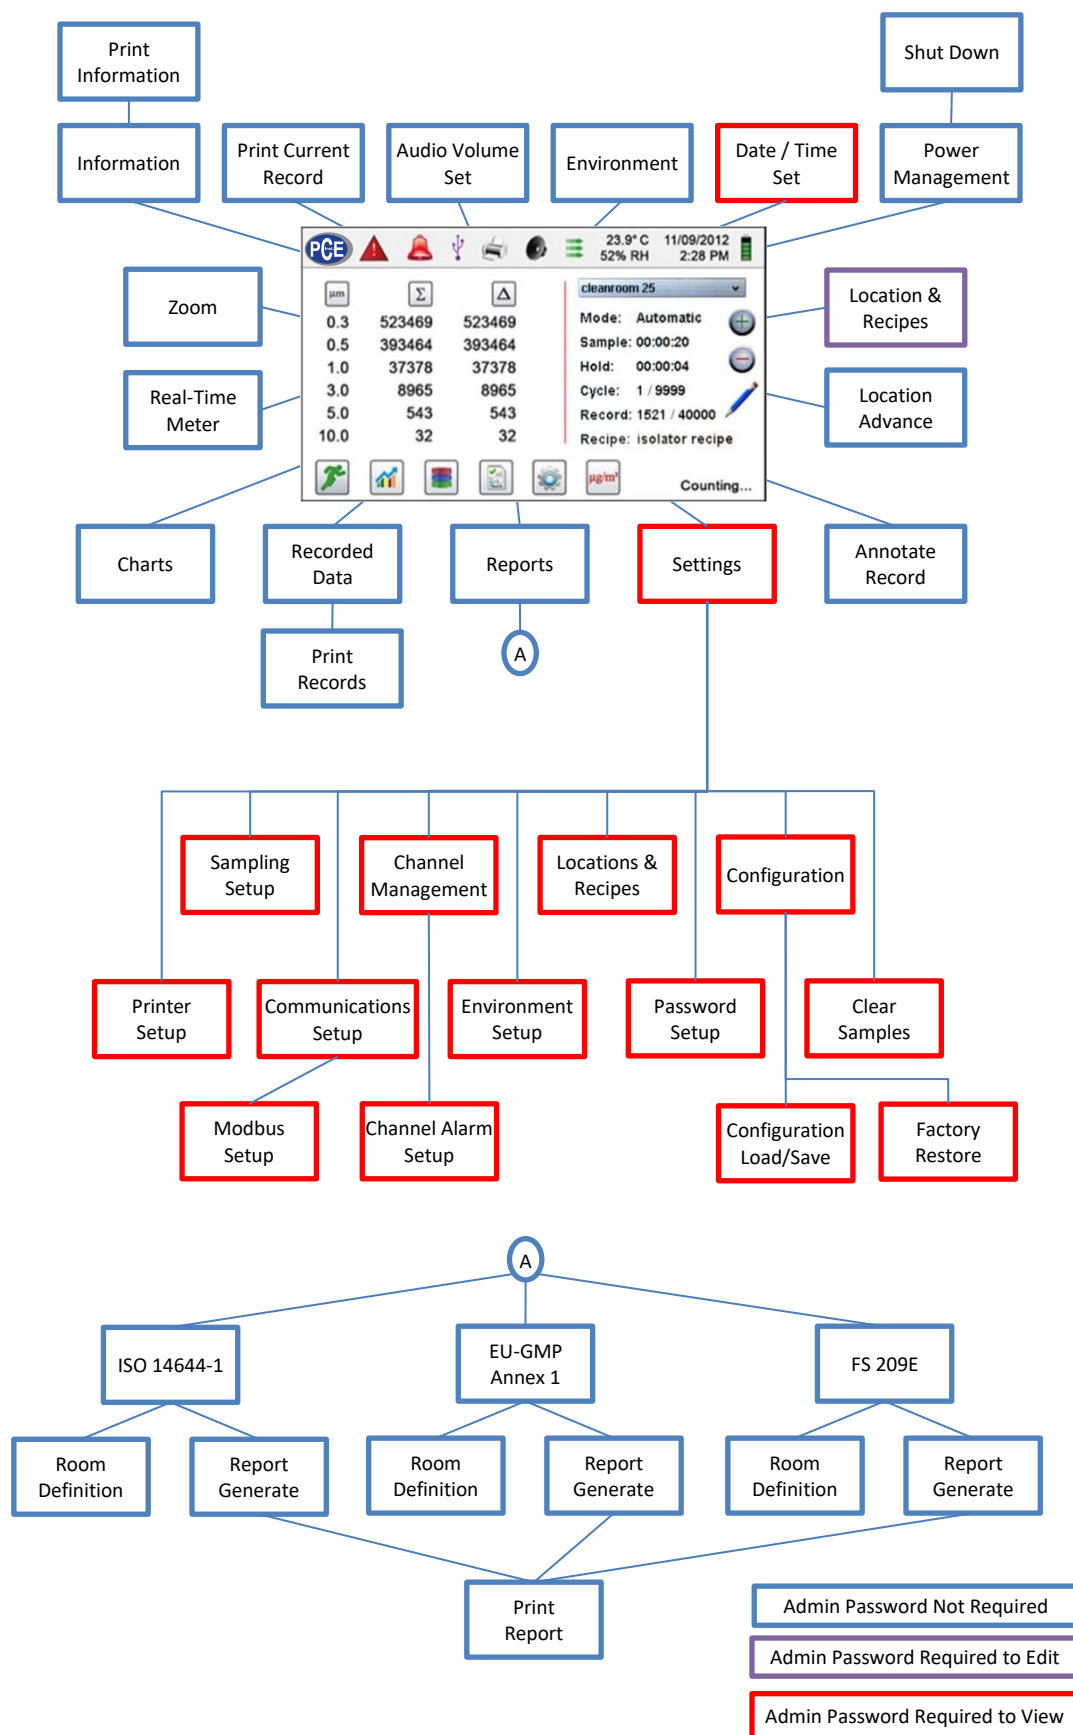 Print
Information
Shut Down
Information
Print Current
Record
Audio Volume
Set
Environment
Date / Time
Set
Power
Management
PCE
23.9° C
52% RH
11/09/2012
2:28 PM
Zoom
Real-Time
Meter
µm Σ Δ
0.3 523469 523469
0.5 393464 393464
1.0 37378 37378
3.0 8965 8965
5.0 543 543
10.0 32 32
cleanroom 25
Mode: Automatic
Sample: 00:00:20
Hold: 00:00:04
Cycle: 1 / 9999
Record: 1521 / 40000
Recipe: isolator recipe
µg/m³
Counting...
Location &
Recipes
Location
Advance
Charts
Recorded
Data
Reports
Settings
Annotate
Record
Print
Records
A
Sampling
Setup
Channel
Management
Locations &
Recipes
Configuration
Printer
Setup
Communications
Setup
Environment
Setup
Password
Setup
Clear
Samples
Modbus
Setup
Channel Alarm
Setup
Configuration
Load/Save
Factory
Restore
A
ISO 14644-1
EU-GMP
Annex 1
FS 209E
Room
Definition
Report
Generate
Room
Definition
Report
Generate
Room
Definition
Report
Generate
Print
Report
Admin Password Not Required
Admin Password Required to Edit
Admin Password Required to View